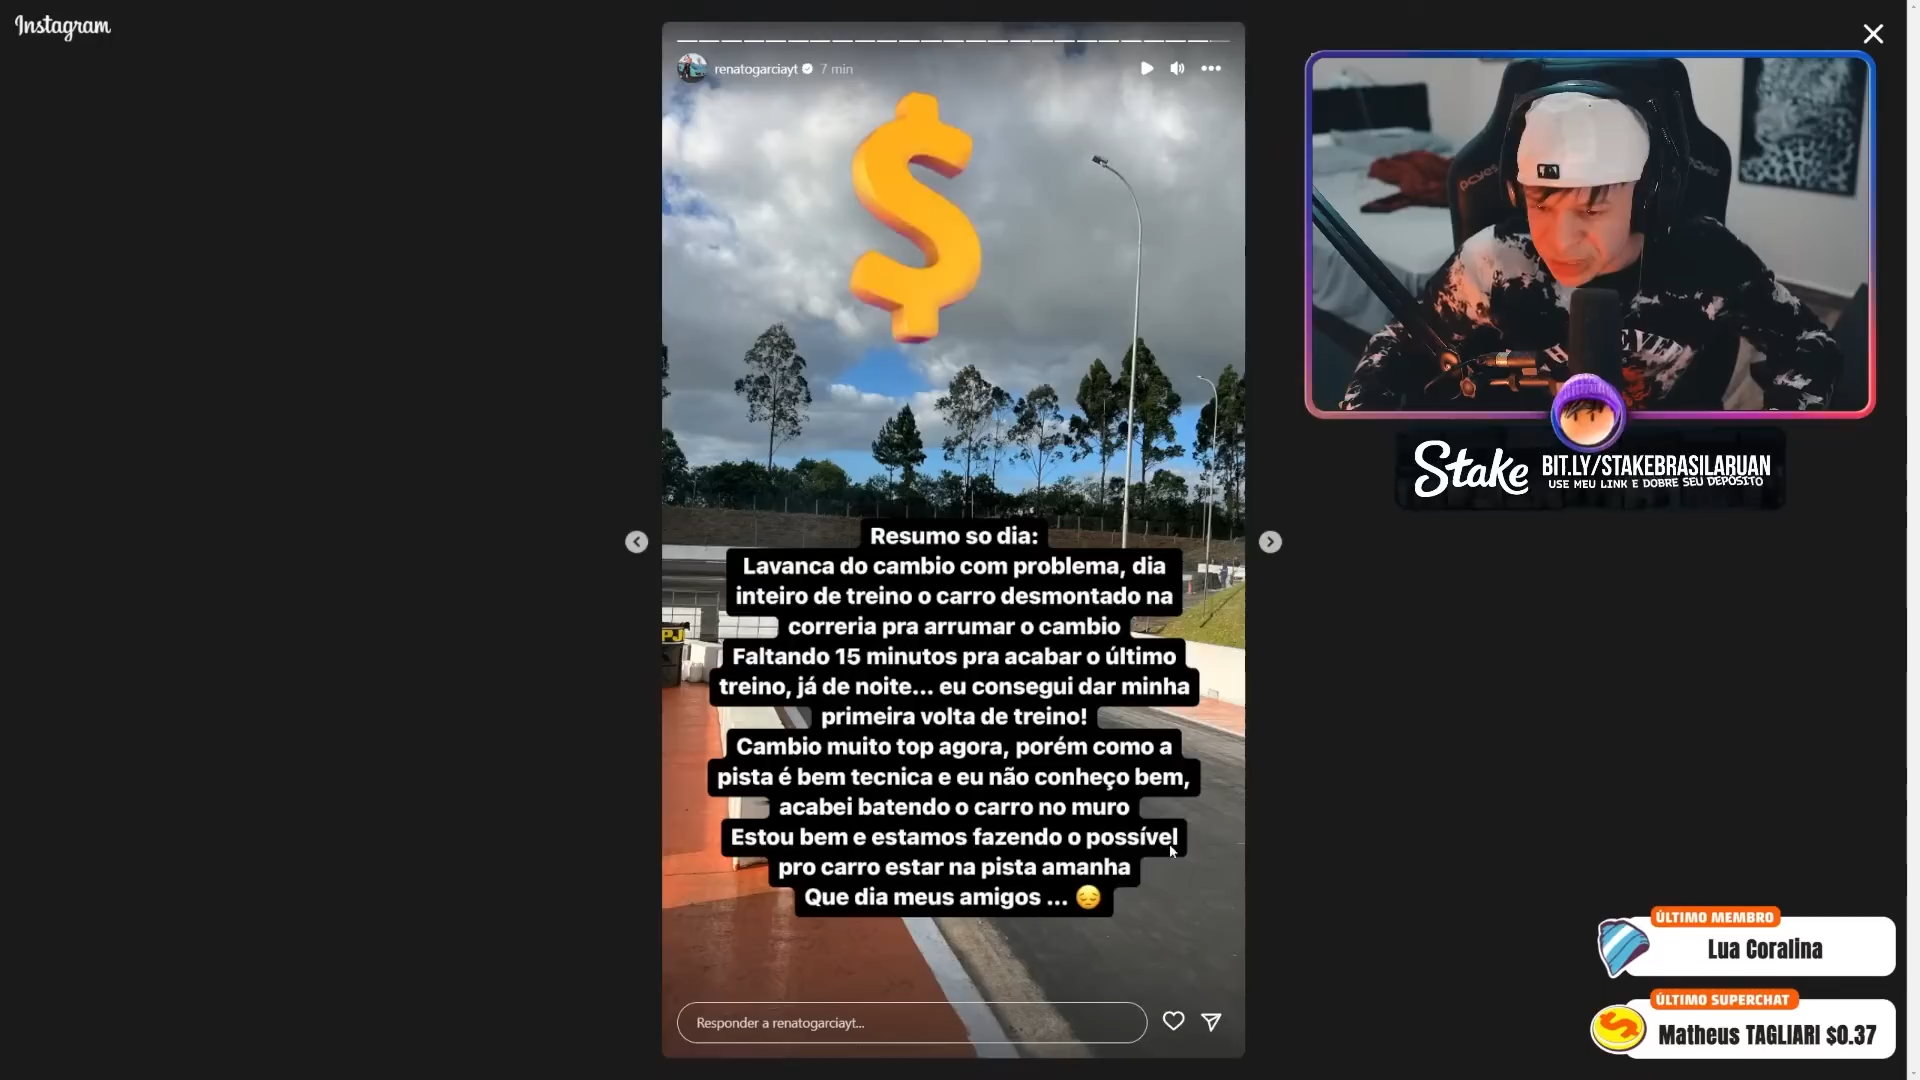 Instagram
renatogarciayt 7 min
$
Resumo so dia:
Lavanca do cambio com problema, dia
inteiro de treino o carro desmontado na
correria pra arrumar o cambio
Faltando 15 minutos pra acabar o último
treino, já de noite... eu consegui dar minha
primeira volta de treino!
Cambio muito top agora, porém como a
pista é bem tecnica e eu não conheço bem,
acabei batendo o carro no muro
Estou bem e estamos fazendo o possível
pro carro estar na pista amanha
Que dia meus amigos ... 😔
Responder a renatogarciayt...
pcyes
Stake
BIT.LY/STAKEBRASILARUAN
USE MEU LINK E DOBRE SEU DEPOSITO
ÚLTIMO MEMBRO
Lua Coralina
ÚLTIMO SUPERCHAT
Matheus TAGLIARI $0.37